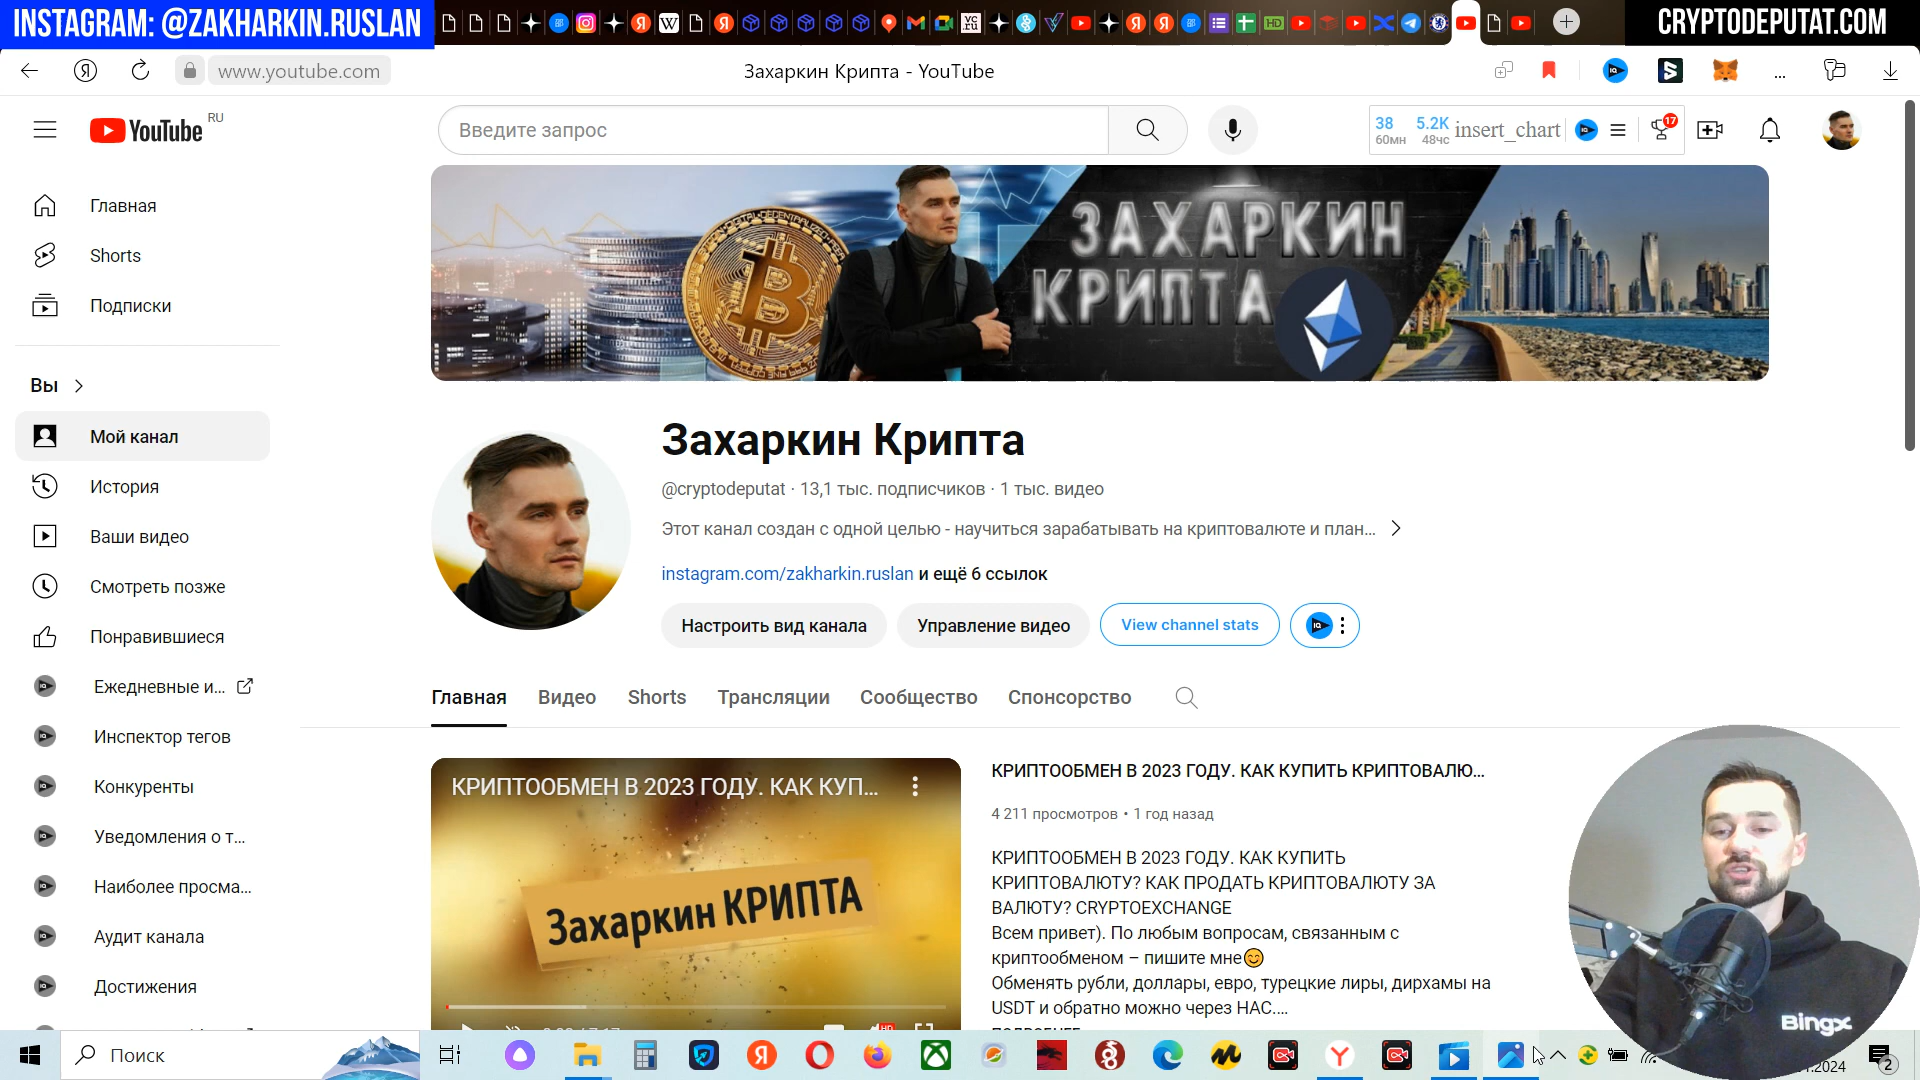 INSTAGRAM: @ZAKHARKIN.RUSLAN
CRYPTODEPUTAT.COM
www.youtube.com
Захаркин Крипта - YouTube
YouTube RU
Введите запрос
38
60мн
5.2K
48чс
insert_chart
17
Главная
Shorts
Подписки
Вы
Мой канал
История
Ваши видео
Смотреть позже
Понравившиеся
Ежедневные и...
Инспектор тегов
Конкуренты
Уведомления о т...
Наиболее просма...
Аудит канала
Достижения
ЗАХАРКИН
КРИПТА
Захаркин Крипта
@cryptodeputat · 13,1 тыс. подписчиков · 1 тыс. видео
Этот канал создан с одной целью - научиться зарабатывать на криптовалюте и план...
instagram.com/zakharkin.ruslan и ещё 6 ссылок
Настроить вид канала
Управление видео
View channel stats
Главная
Видео
Shorts
Трансляции
Сообщество
Спонсорство
КРИПТООБМЕН В 2023 ГОДУ. КАК КУП...
Захаркин КРИПТА
КРИПТООБМЕН В 2023 ГОДУ. КАК КУПИТЬ КРИПТОВАЛЮ...
4 211 просмотров • 1 год назад
КРИПТООБМЕН В 2023 ГОДУ. КАК КУПИТЬ
КРИПТОВАЛЮТУ? КАК ПРОДАТЬ КРИПТОВАЛЮТУ ЗА
ВАЛЮТУ? CRYPTOEXCHANGE
Всем привет). По любым вопросам, связанным с
криптообменом – пишите мне😊
Обменять рубли, доллары, евро, турецкие лиры, дирхамы на
USDT и обратно можно через НАС....
BingX
Поиск
2024
2